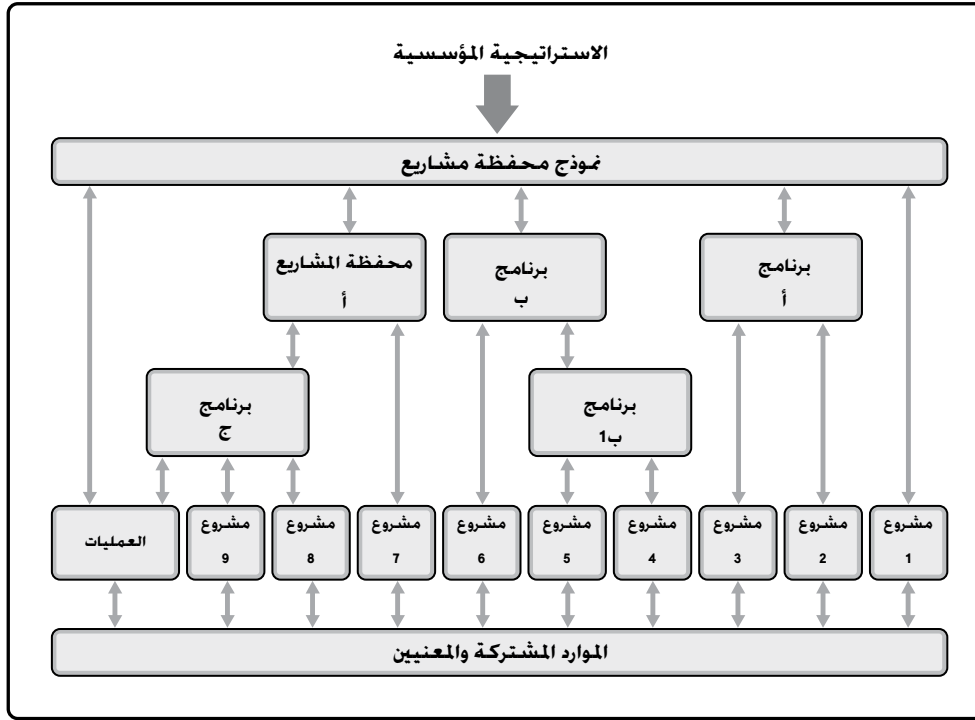 الاستراتيجية المؤسسية
نموذج محفظة مشاريع
برنامج
أ
برنامج
ب
محفظة المشاريع
أ
برنامج
ب1
برنامج
ج
مشروع
1
مشروع
2
مشروع
3
مشروع
4
مشروع
5
مشروع
6
مشروع
7
مشروع
8
مشروع
9
العمليات
الموارد المشتركة والمعنيين